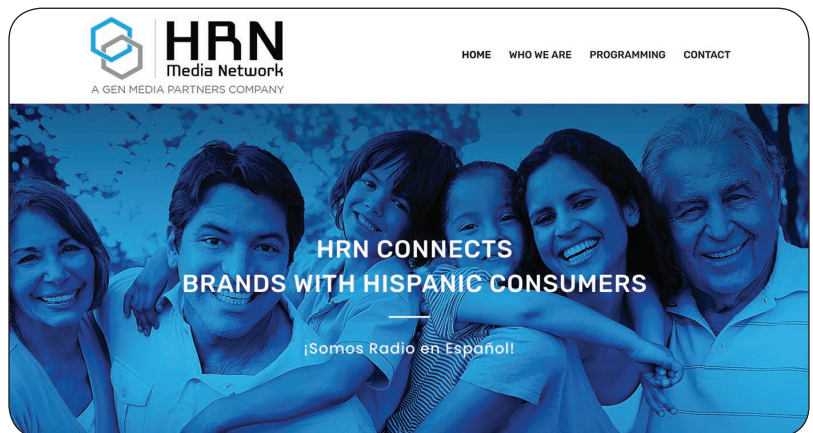 HRN
Media Network
A GEN MEDIA PARTNERS COMPANY
HOME WHO WE ARE PROGRAMMING CONTACT
HRN CONNECTS
BRANDS WITH HISPANIC CONSUMERS
¡Somos Radio en Español!